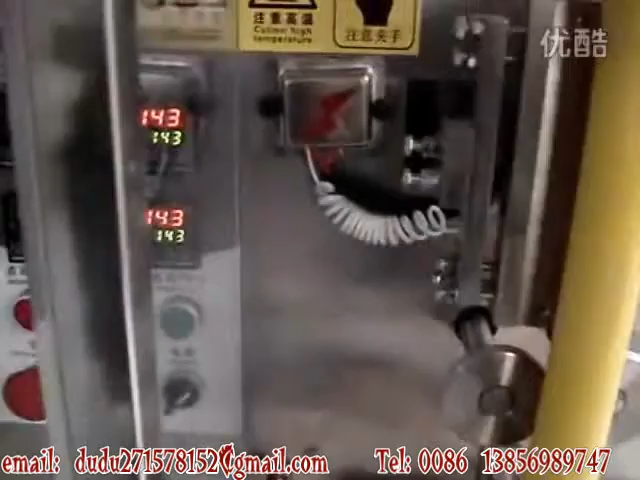 注重高温
Caution high
temperature
注意夹手
优酷
143
143
143
143
email: dudu271578152@gmail.com Tel: 0086 13856989747